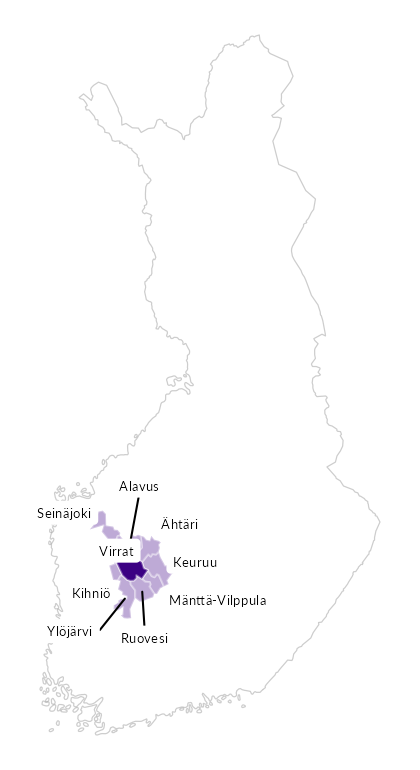 Alavus
Seinäjoki
Ähtäri
Virrat
Keuruu
Kihniö
Mänttä-Vilppula
Ylöjärvi
Ruovesi